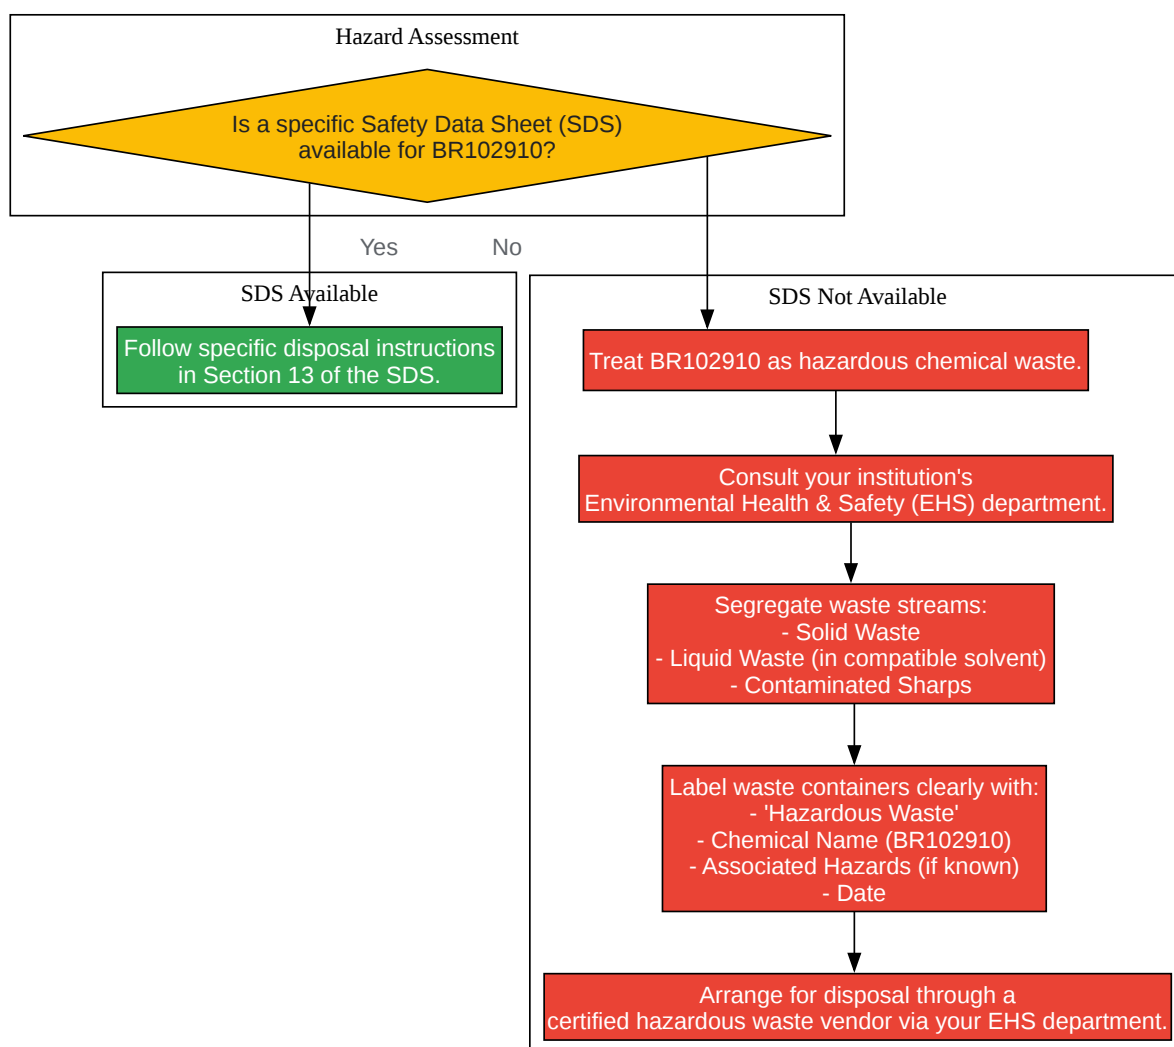 Hazard Assessment
Is a specific Safety Data Sheet (SDS)
available for BR102910?
Yes
No
SDS Available
Follow specific disposal instructions
in Section 13 of the SDS.
SDS Not Available
Treat BR102910 as hazardous chemical waste.
Consult your institution's
Environmental Health & Safety (EHS) department.
Segregate waste streams:
- Solid Waste
- Liquid Waste (in compatible solvent)
- Contaminated Sharps
Label waste containers clearly with:
- 'Hazardous Waste'
- Chemical Name (BR102910)
- Associated Hazards (if known)
- Date
Arrange for disposal through a
certified hazardous waste vendor via your EHS department.